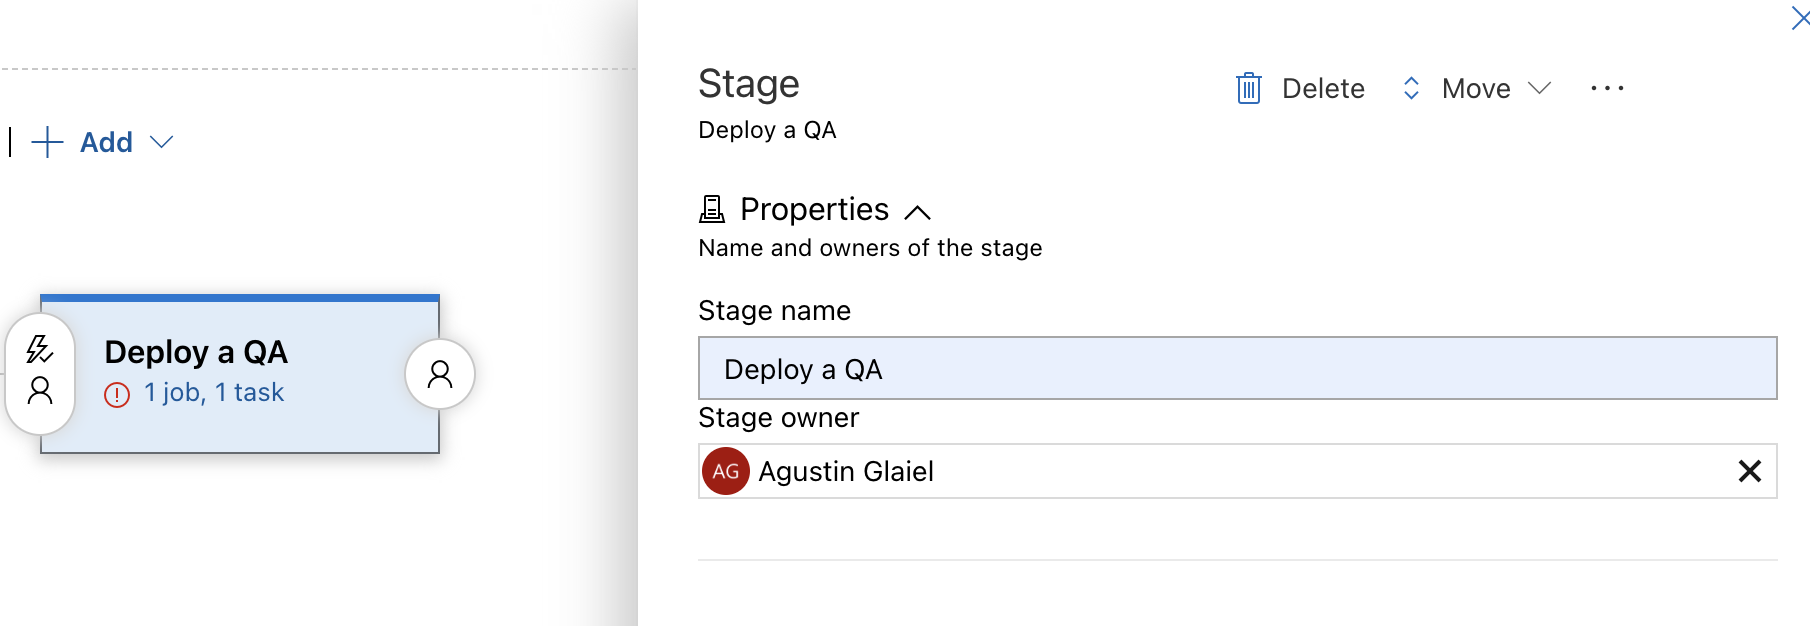 Add
Deploy a QA
1 job, 1 task
Stage
Deploy a QA
Delete
Move
Properties
Name and owners of the stage
Stage name
Deploy a QA
Stage owner
AG Agustin Glaiel